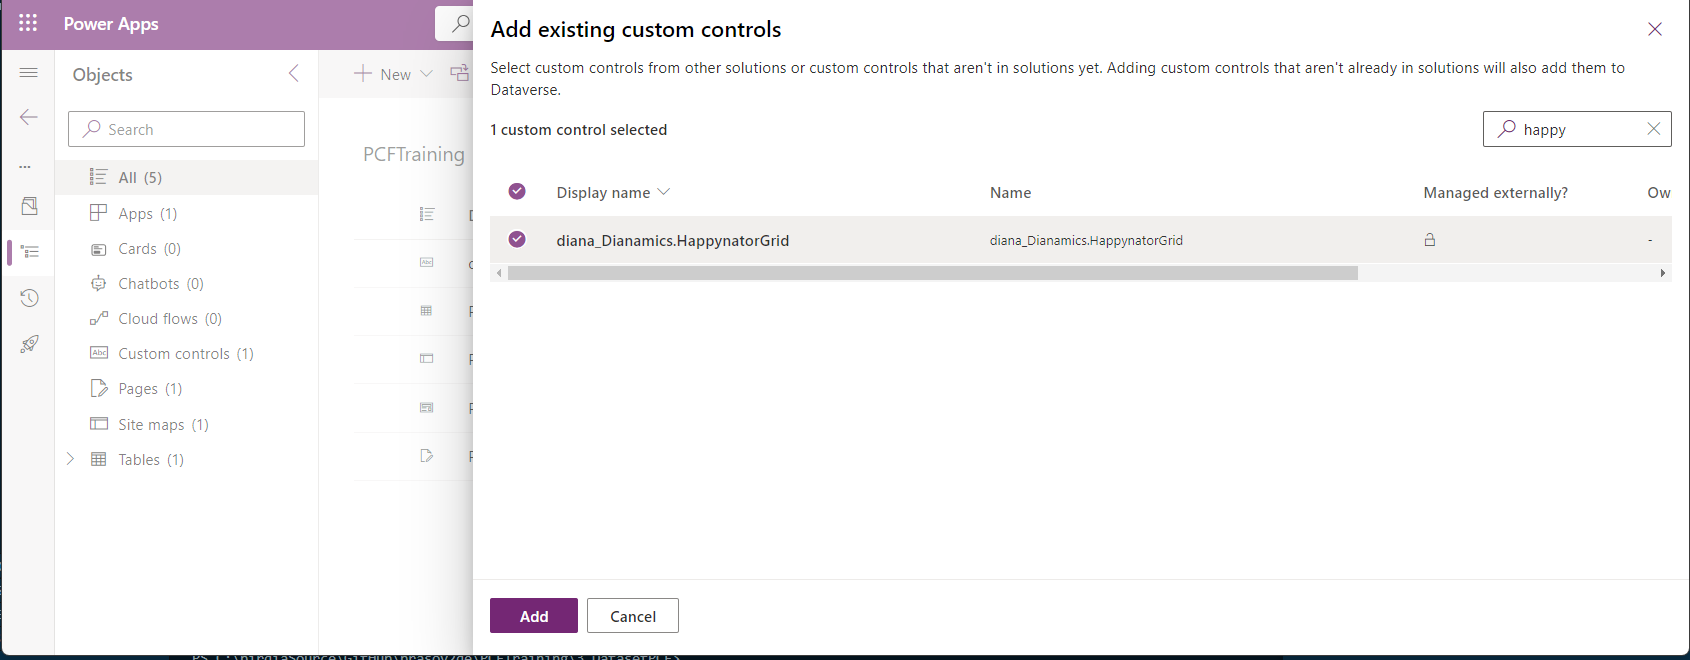 Power Apps
Objects
Search
All (5)
Apps (1)
Cards (0)
Chatbots (0)
Cloud flows (0)
Custom controls (1)
Pages (1)
Site maps (1)
Tables (1)
New
PCFTraining
Abc
Abc
Add existing custom controls
Select custom controls from other solutions or custom controls that aren't in solutions yet. Adding custom controls that aren't already in solutions will also add them to
Dataverse.
1 custom control selected
happy
Display name Name Managed externally? Ow
diana_Dianamics.HappynatorGrid diana_Dianamics.HappynatorGrid -
Add Cancel